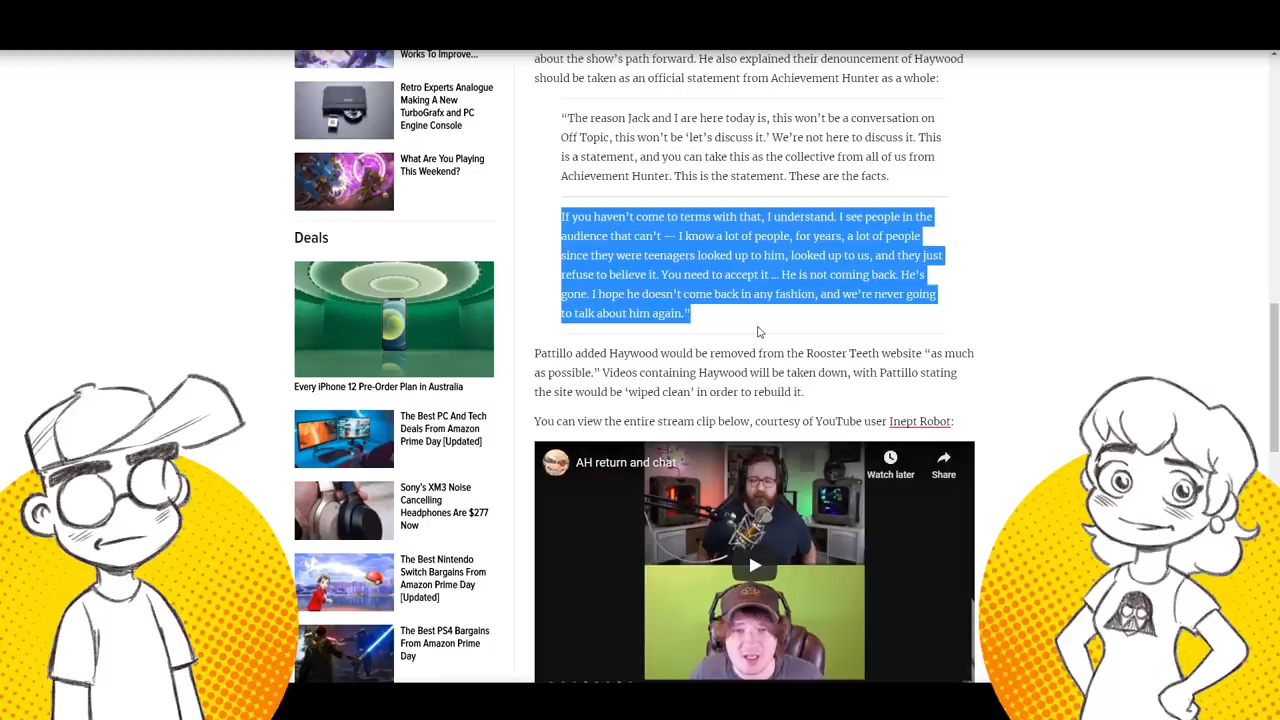 Works To Improve...
Retro Experts Analogue
Making A New
TurboGrafx and PC
Engine Console
What Are You Playing
This Weekend?
Deals
Every iPhone 12 Pre-Order Plan in Australia
The Best PC And Tech
Deals From Amazon
Prime Day [Updated]
Sony's XM3 Noise
Cancelling
Headphones Are $277
Now
The Best Nintendo
Switch Bargains From
Amazon Prime Day
[Updated]
The Best PS4 Bargains
From Amazon Prime
Day
about the show's path forward. He also explained their denouncement of Haywood
should be taken as an official statement from Achievement Hunter as a whole:
“The reason Jack and I are here today is, this won't be a conversation on
Off Topic, this won't be ‘let's discuss it.’ We're not here to discuss it. This
is a statement, and you can take this as the collective from all of us from
Achievement Hunter. This is the statement. These are the facts.
If you haven't come to terms with that, I understand. I see people in the
audience that can't –– I know a lot of people, for years, a lot of people
since they were teenagers looked up to him, looked up to us, and they just
refuse to believe it. You need to accept it ... He is not coming back. He's
gone. I hope he doesn't come back in any fashion, and we're never going
to talk about him again.”
Pattillo added Haywood would be removed from the Rooster Teeth website “as much
as possible.” Videos containing Haywood will be taken down, with Pattillo stating
the site would be ‘wiped clean’ in order to rebuild it.
You can view the entire stream clip below, courtesy of YouTube user Inept Robot:
AH return and chat
Watch later
Share